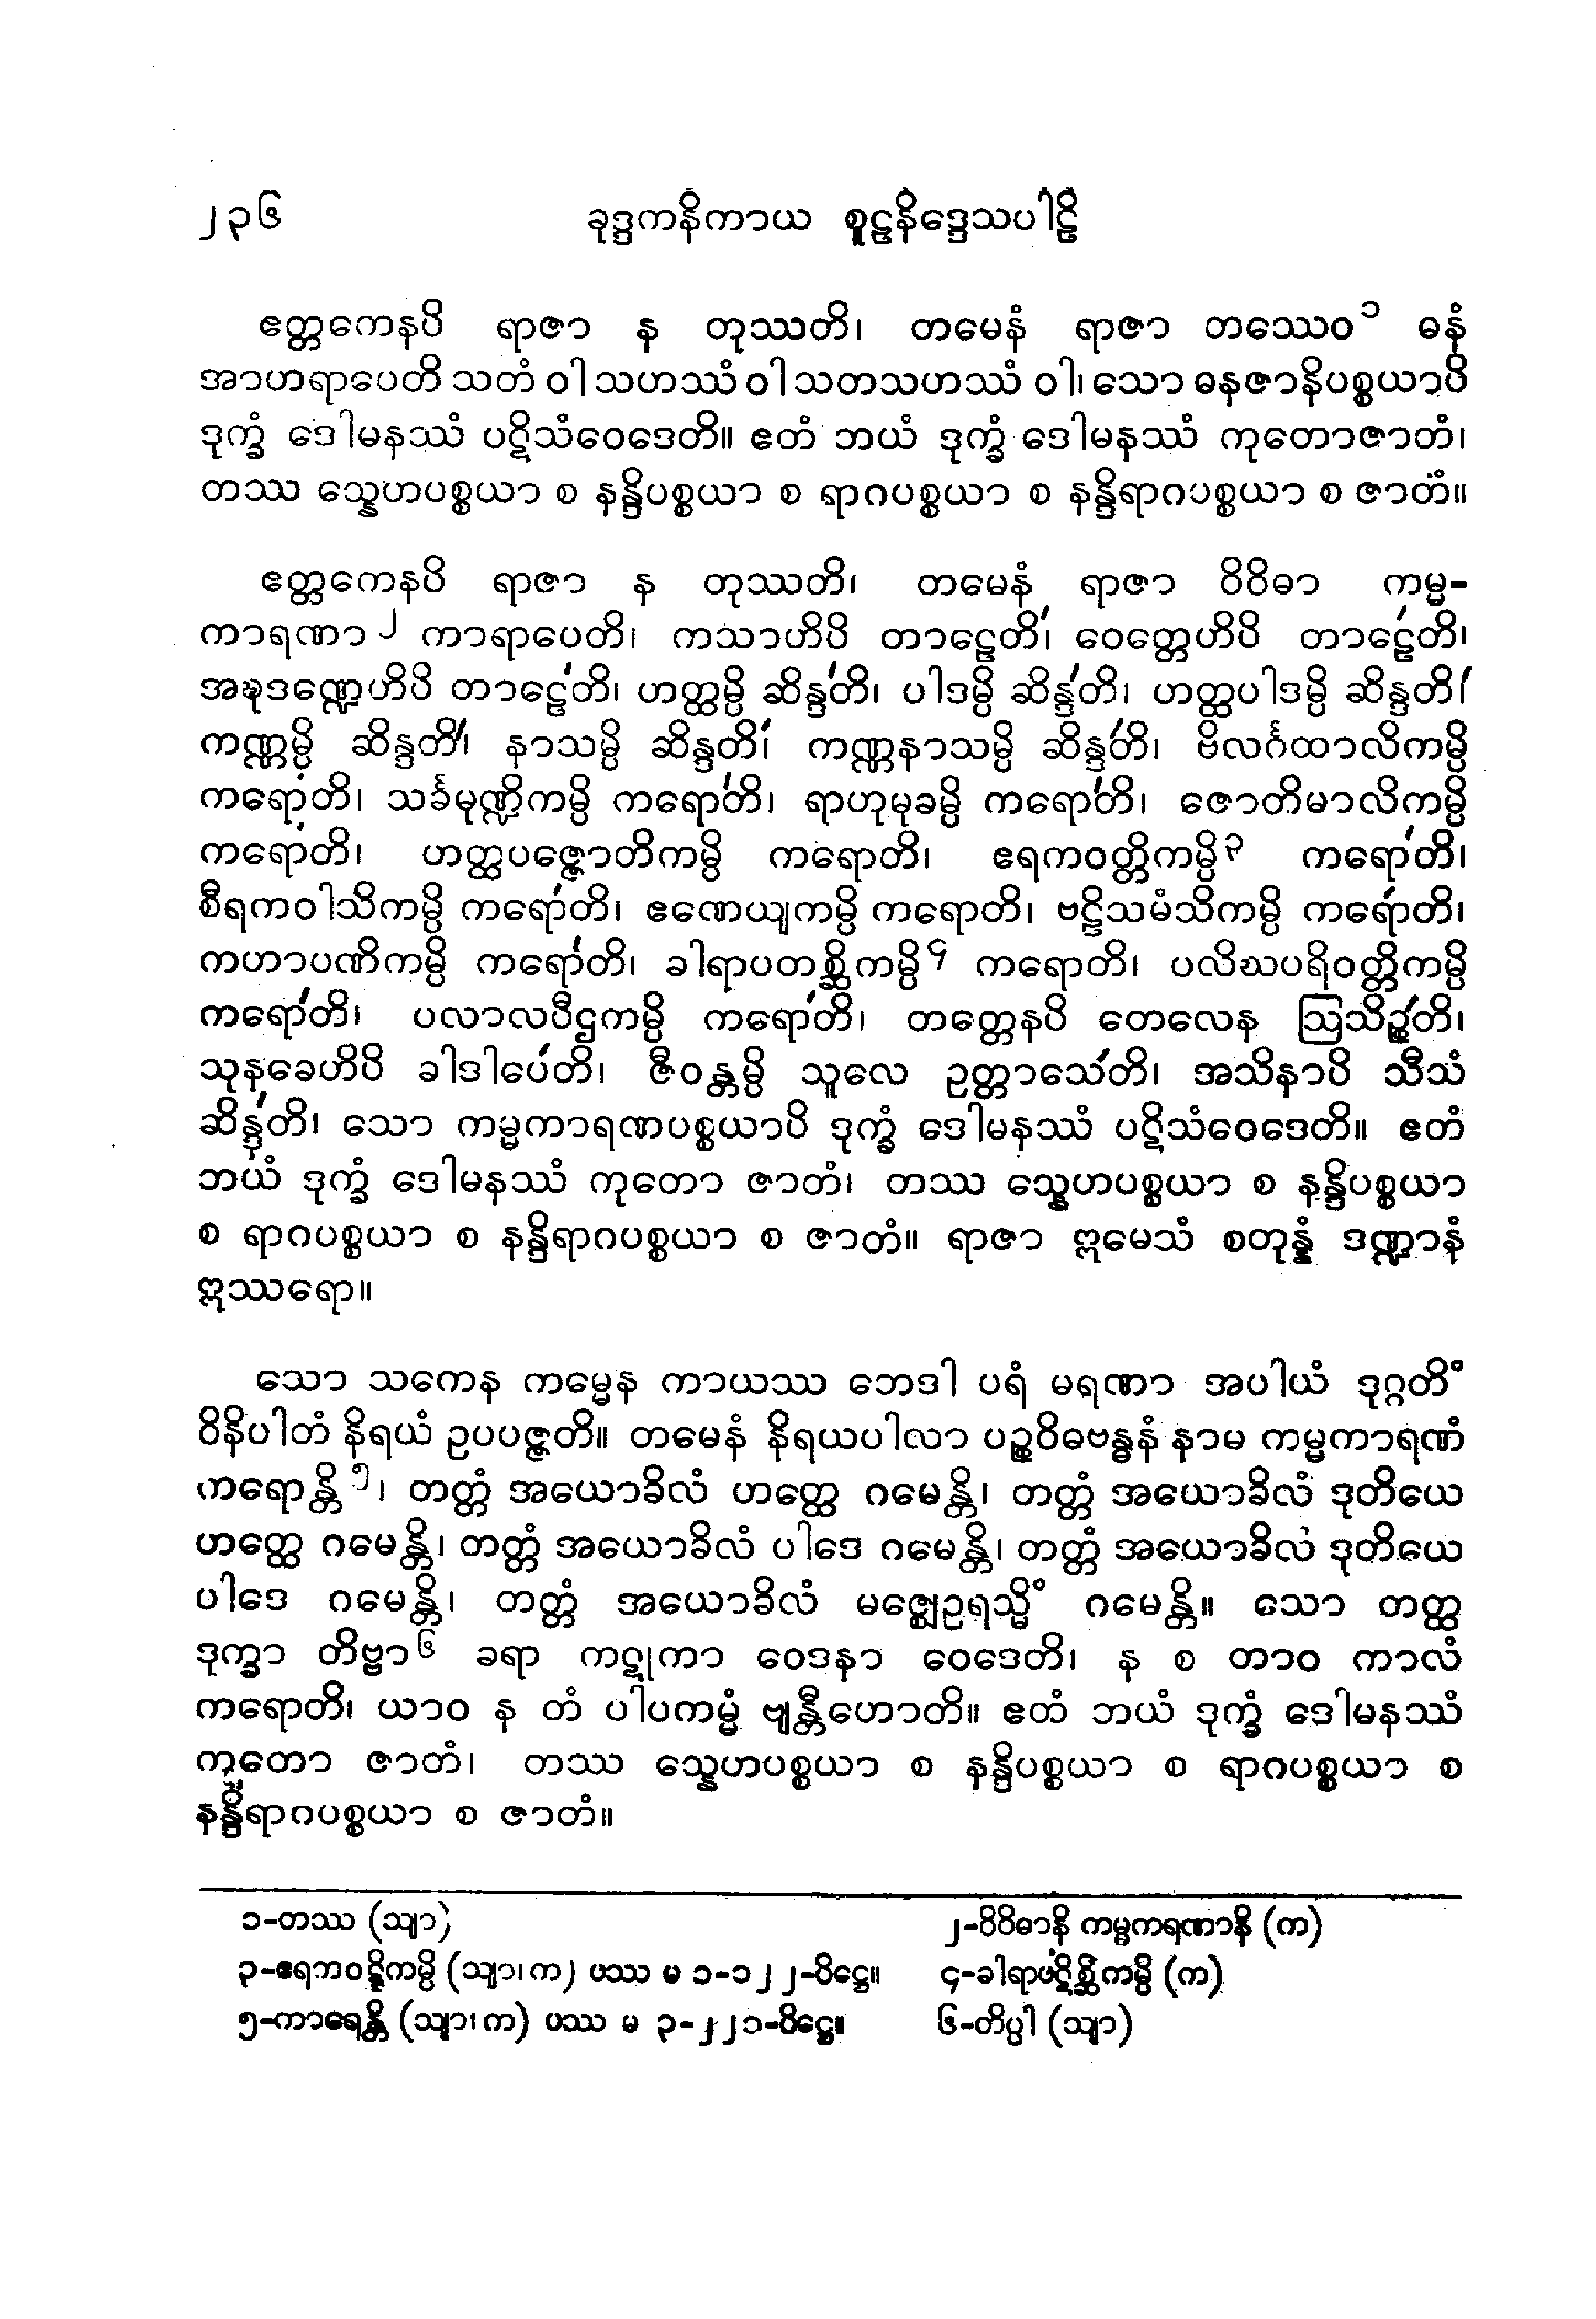 ၂၃၆ ခုဒ္ဒကနိကာယ စူဠနိဒ္ဒေသပါဠိ
ဧတ္တကေနပိ ရာဇာ န တုဿတိ၊ တမေနံ ရာဇာ တဿေဝ ၁ ဓနံ
အာဟရာပေတိ သတံ ဝါ သဟဿံ ဝါ သတသဟဿံ ဝါ၊ သော ဓနဇာနိပစ္စယာပိ
ဒုက္ခံ ဒေါမနဿံ ပဋိသံဝေဒေတိ။ ဧတံ ဘယံ ဒုက္ခံ ဒေါမနဿံ ကုတောဇာတံ၊
တဿ သ္နေဟပစ္စယာ စ နန္ဒိပစ္စယာ စ ရာဂပစ္စယာ စ နန္ဒိရာဂပစ္စယာ စ ဇာတံ။
ဧတ္တကေနပိ ရာဇာ န တုဿတိ၊ တမေနံ ရာဇာ ဝိဝိဓာ ကမ္မ-
ကာရဏာ ၂ ကာရာပေတိ၊ ကသာဟိပိ တာဠေတိ၊ ဝေတ္တေဟိပိ တာဠေတိ၊
အဍ္ဎဒဏ္ဍေဟိပိ တာဠေတိ၊ ဟတ္ထမ္ပိ ဆိန္ဒတိ၊ ပါဒမ္ပိ ဆိန္ဒတိ၊ ဟတ္ထပါဒမ္ပိ ဆိန္ဒတိ၊
ကဏ္ဏမ္ပိ ဆိန္ဒတိ၊ နာသမ္ပိ ဆိန္ဒတိ၊ ကဏ္ဏနာသမ္ပိ ဆိန္ဒတိ၊ ဗိလင်္ဂထာလိကမ္ပိ
ကရောတိ၊ သင်္ခမုဏ္ဍိကမ္ပိ ကရောတိ၊ ရာဟုမုခမ္ပိ ကရောတိ၊ ဇောတိမာလိကမ္ပိ
ကရောတိ၊ ဟတ္ထပဇ္ဇောတိကမ္ပိ ကရောတိ၊ ဧရကဝတ္တိကမ္ပိ ၃ ကရောတိ၊
စီရကဝါသိကမ္ပိ ကရောတိ၊ ဧဏေယျကမ္ပိ ကရောတိ၊ ဗဠိသမံသိကမ္ပိ ကရောတိ၊
ကဟာပဏိကမ္ပိ ကရောတိ၊ ခါရာပတစ္ဆိကမ္ပိ ၄ ကရောတိ၊ ပလိဃပရိဝတ္တိကမ္ပိ
ကရောတိ၊ ပလာလပီဌကမ္ပိ ကရောတိ၊ တတ္တေနပိ တေလေန ဩသိဉ္စတိ၊
သုနခေဟိပိ ခါဒါပေတိ၊ ဇီဝန္တမ္ပိ သူလေ ဥတ္တာသေတိ၊ အသိနာပိ သီသံ
ဆိန္ဒတိ၊ သော ကမ္မကာရဏပစ္စယာပိ ဒုက္ခံ ဒေါမနဿံ ပဋိသံဝေဒေတိ။ ဧတံ
ဘယံ ဒုက္ခံ ဒေါမနဿံ ကုတော ဇာတံ၊ တဿ သ္နေဟပစ္စယာ စ နန္ဒိပစ္စယာ
စ ရာဂပစ္စယာ စ နန္ဒိရာဂပစ္စယာ စ ဇာတံ။ ရာဇာ ဣမေသံ စတုန္နံ ဒဏ္ဍာနံ
ဣဿရော။
သော သကေန ကမ္မေန ကာယဿ ဘေဒါ ပရံ မရဏာ အပါယံ ဒုဂ္ဂတိံ
ဝိနိပါတံ နိရယံ ဥပပဇ္ဇတိ။ တမေနံ နိရယပါလာ ပဉ္စဝိဓဗန္ဓနံ နာမ ကမ္မကာရဏံ
ကရောန္တိ ၅၊ တတ္တံ အယောခိလံ ဟတ္ထေ ဂမေန္တိ၊ တတ္တံ အယောခိလံ ဒုတိယေ
ဟတ္ထေ ဂမေန္တိ၊ တတ္တံ အယောခိလံ ပါဒေ ဂမေန္တိ၊ တတ္တံ အယောခိလံ ဒုတိယေ
ပါဒေ ဂမေန္တိ၊ တတ္တံ အယောခိလံ မဇ္ဈေဥရသ္မိံ ဂမေန္တိ။ သော တတ္ထ
ဒုက္ခာ တိဗ္ဗာ ၆ ခရာ ကဋုကာ ဝေဒနာ ဝေဒေတိ၊ န စ တာဝ ကာလံ
ကရောတိ၊ ယာဝ န တံ ပါပကမ္မံ ဗျန္တီဟောတိ။ ဧတံ ဘယံ ဒုက္ခံ ဒေါမနဿံ
ကုတော ဇာတံ၊ တဿ သ္နေဟပစ္စယာ စ နန္ဒိပစ္စယာ စ ရာဂပစ္စယာ စ
နန္ဒိရာဂပစ္စယာ စ ဇာတံ။
၁-တဿ (သျာ) ၂-ဝိဝိဓာနိ ကမ္မကရဏာနိ (က)
၃-ဧရကဝဋ္ဋိကမ္ပိ (သျာ၊ က) ပဿ မ ၁-၁၂၂-ပိဋ္ဌေ။ ၄-ခါရာပဋိစ္ဆိကမ္ပိ (က)
၅-ကာရေန္တိ (သျာ၊ က) ပဿ မ ၃-၂၂၁-ပိဋ္ဌေ။ ၆-တိပ္ပါ (သျာ)